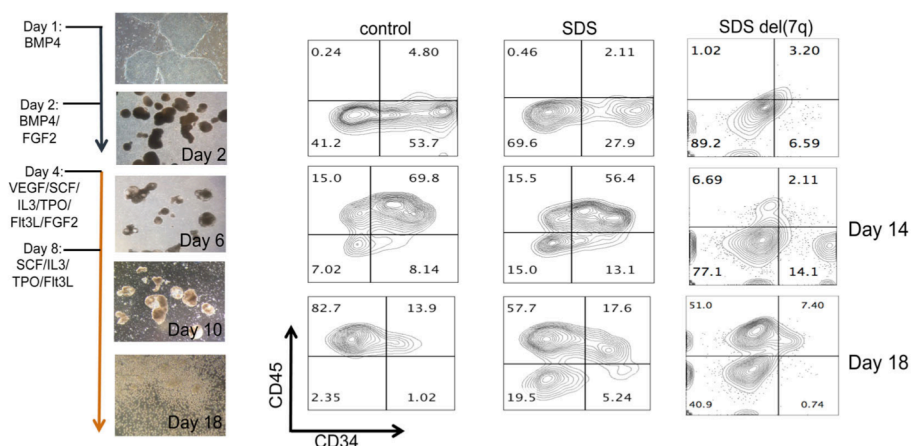 Day 1:
BMP4
Day 2:
BMP4/
FGF2
Day 4:
VEGF/SCF/
IL3/TPO/
Flt3L/FGF2
Day 8:
SCF/IL3/
TPO/Flt3L
Day 2
Day 6
Day 10
Day 18
control
SDS
SDS del(7q)
0.24 4.80
41.2 53.7
0.46 2.11
69.6 27.9
1.02 3.20
89.2 6.59
15.0 69.8
7.02 8.14
15.5 56.4
15.0 13.1
6.69 2.11
77.1 14.1
Day 14
82.7 13.9
2.35 1.02
57.7 17.6
19.5 5.24
51.0 7.40
40.9 0.74
Day 18
CD45
CD34